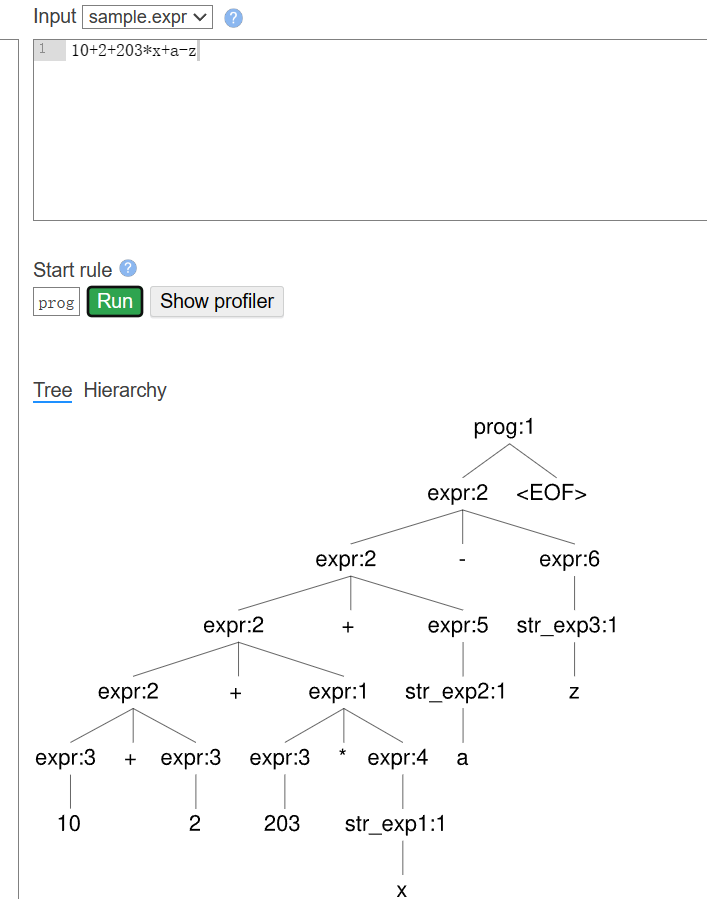 Input sample.expr ?
1 10+2+203*x+a-z
Start rule ?
prog Run Show profiler
Tree Hierarchy
prog:1
expr:2 <EOF>
expr:2 - expr:6
expr:2 + expr:5 str_exp3:1
expr:2 + expr:1 str_exp2:1 z
expr:3 + expr:3 expr:3 * expr:4 a
10 2 203 str_exp1:1
x